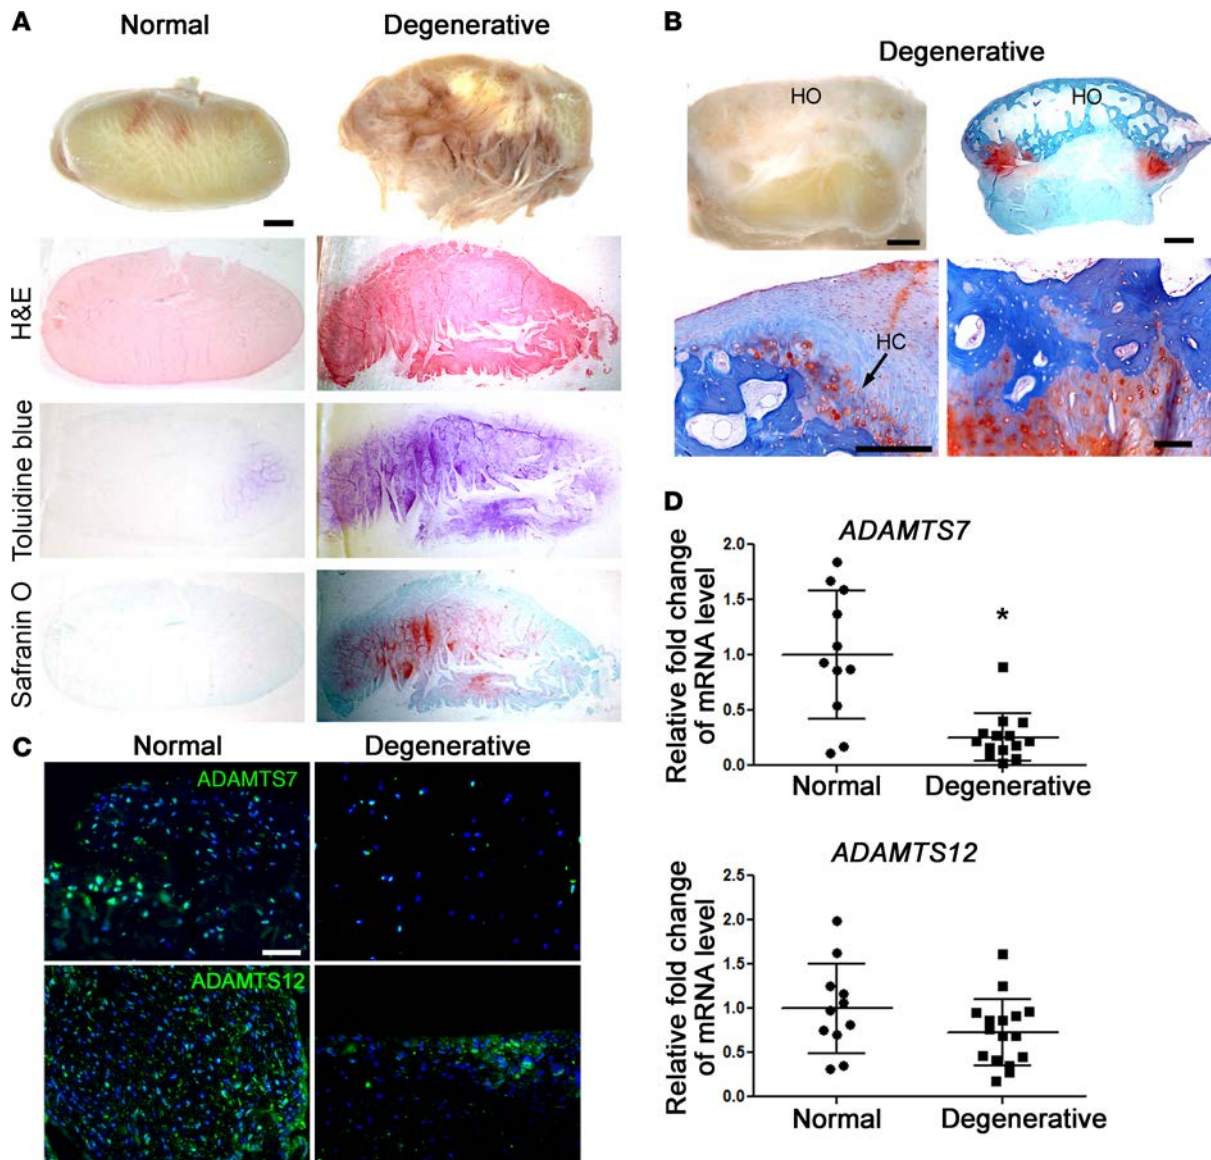 A
Normal
Degenerative
H&E
Toluidine blue
Safranin O
B
Degenerative
HO
HO
HC
C
Normal
Degenerative
ADAMTS7
ADAMTS12
D
ADAMTS7
Relative fold change
of mRNA level
2.0
1.5
1.0
0.5
0.0
*
Normal
Degenerative
ADAMTS12
Relative fold change
of mRNA level
2.5
2.0
1.5
1.0
0.5
0.0
Normal
Degenerative